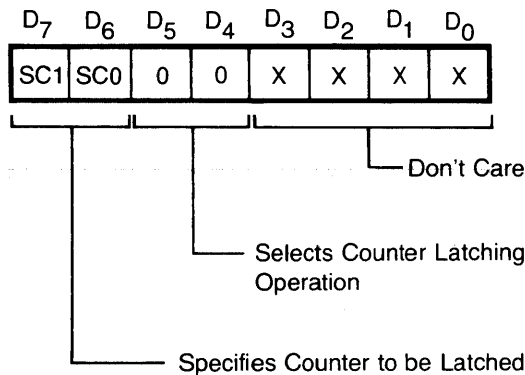 D7 D6 D5 D4 D3 D2 D1 D0
SC1 SC0 0 0 X X X X
Don't Care
Selects Counter Latching
Operation
Specifies Counter to be Latched